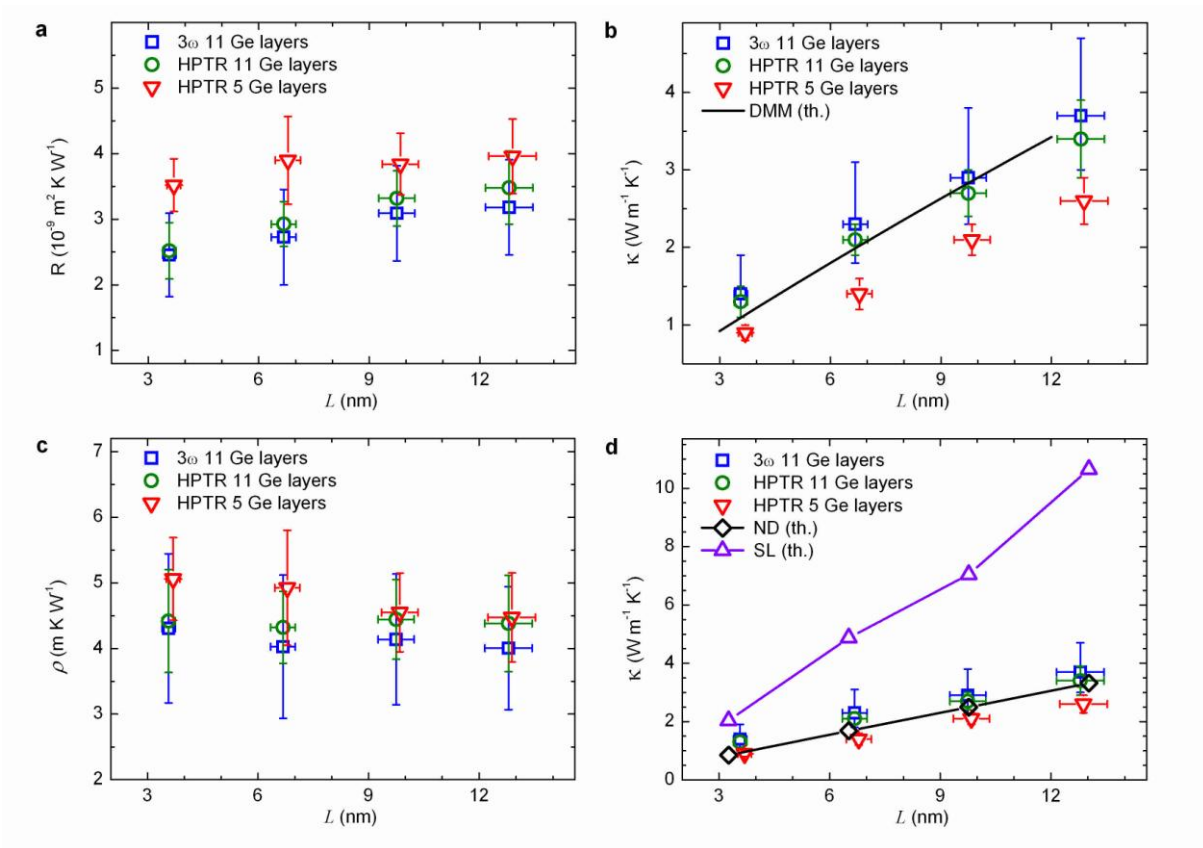 a
3ω 11 Ge layers
HPTR 11 Ge layers
HPTR 5 Ge layers
5
4
3
2
1
R (10⁻⁹ m² K W⁻¹)
3 6 9 12
L (nm)
b
3ω 11 Ge layers
HPTR 11 Ge layers
HPTR 5 Ge layers
DMM (th.)
4
3
2
1
κ (W m⁻¹ K⁻¹)
3 6 9 12
L (nm)
c
3ω 11 Ge layers
HPTR 11 Ge layers
HPTR 5 Ge layers
7
6
5
4
3
2
ρ (m K W⁻¹)
3 6 9 12
L (nm)
d
3ω 11 Ge layers
HPTR 11 Ge layers
HPTR 5 Ge layers
ND (th.)
SL (th.)
10
8
6
4
2
0
κ (W m⁻¹ K⁻¹)
3 6 9 12
L (nm)